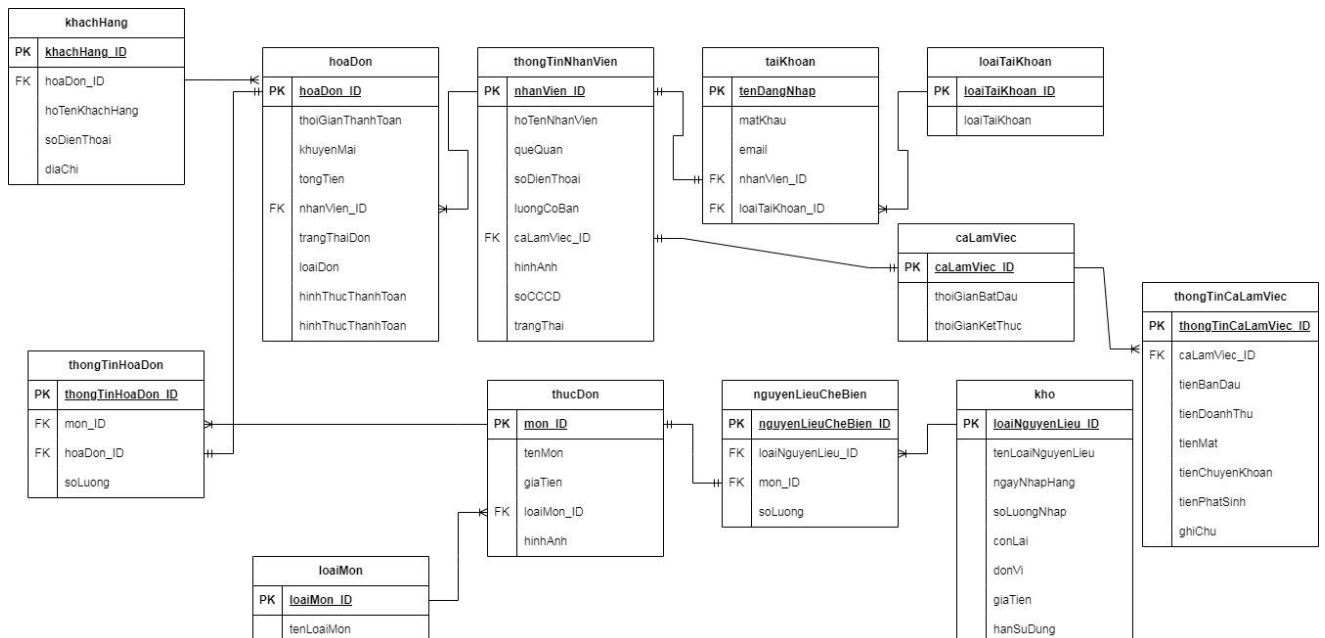 khachHang
PK khachHang_ID
FK hoaDon_ID
hoTenKhachHang
soDienThoai
diaChi
hoaDon
PK hoaDon_ID
thoiGianThanhToan
khuyenMai
tongTien
FK nhanVien_ID
trangThaiDon
loaiDon
hinhThucThanhToan
hinhThucThanhToan
thongTinNhanVien
PK nhanVien_ID
hoTenNhanVien
queQuan
soDienThoai
luongCoBan
FK caLamViec_ID
hinhAnh
soCCCD
trangThai
taiKhoan
PK tenDangNhap
matKhau
email
FK nhanVien_ID
FK loaiTaiKhoan_ID
loaiTaiKhoan
PK loaiTaiKhoan_ID
loaiTaiKhoan
caLamViec
PK caLamViec_ID
thoiGianBatDau
thoiGianKetThuc
thongTinCaLamViec
PK thongTinCaLamViec_ID
FK caLamViec_ID
tienBanDau
tienDoanhThu
tienMat
tienChuyenKhoan
tienPhatSinh
ghiChu
thongTinHoaDon
PK thongTinHoaDon_ID
FK mon_ID
FK hoaDon_ID
soLuong
thucDon
PK mon_ID
tenMon
giaTien
FK loaiMon_ID
hinhAnh
nguyenLieuCheBien
PK nguyenLieuCheBien_ID
FK loaiNguyenLieu_ID
FK mon_ID
soLuong
kho
PK loaiNguyenLieu_ID
tenLoaiNguyenLieu
ngayNhapHang
soLuongNhap
conLai
donVi
giaTien
hanSuDung
loaiMon
PK loaiMon_ID
tenLoaiMon